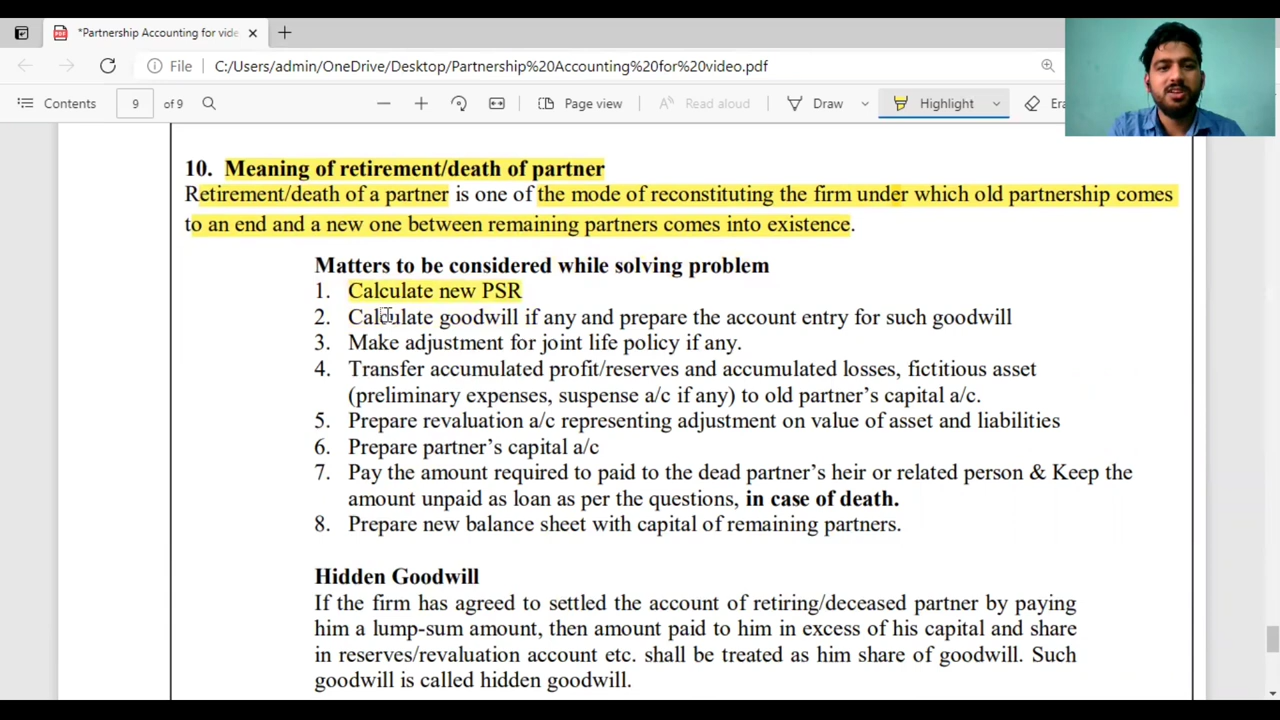 *Partnership Accounting for vide
File
C:/Users/admin/OneDrive/Desktop/Partnership%20Accounting%20for%20video.pdf
Contents
9
of 9
Page view
Read aloud
Draw
Highlight
Era
10. Meaning of retirement/death of partner
Retirement/death of a partner is one of the mode of reconstituting the firm under which old partnership comes
to an end and a new one between remaining partners comes into existence.
Matters to be considered while solving problem
1. Calculate new PSR
2. Calculate goodwill if any and prepare the account entry for such goodwill
3. Make adjustment for joint life policy if any.
4. Transfer accumulated profit/reserves and accumulated losses, fictitious asset
(preliminary expenses, suspense a/c if any) to old partner’s capital a/c.
5. Prepare revaluation a/c representing adjustment on value of asset and liabilities
6. Prepare partner’s capital a/c
7. Pay the amount required to paid to the dead partner’s heir or related person & Keep the
amount unpaid as loan as per the questions, in case of death.
8. Prepare new balance sheet with capital of remaining partners.
Hidden Goodwill
If the firm has agreed to settled the account of retiring/deceased partner by paying
him a lump-sum amount, then amount paid to him in excess of his capital and share
in reserves/revaluation account etc. shall be treated as him share of goodwill. Such
goodwill is called hidden goodwill.